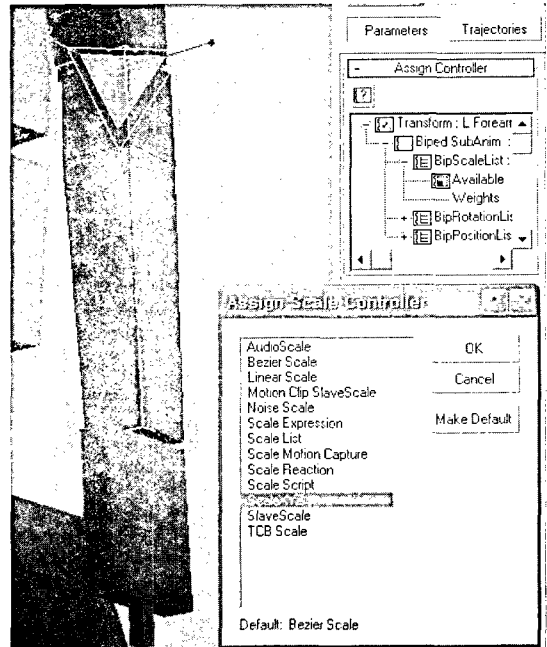 Parameters Trajectories
- Assign Controller
?
Transform : L Forearr
Biped SubAnim :
BipScaleList :
Available
Weights
+ BipRotationLis
+ BipPositionLis
Assign Scale Controller
AudioScale
Bezier Scale
Linear Scale
Motion Clip SlaveScale
Noise Scale
Scale Expression
Scale List
Scale Motion Capture
Scale Reaction
Scale Script
SlaveScale
TCB Scale
OK
Cancel
Make Default
Default: Bezier Scale